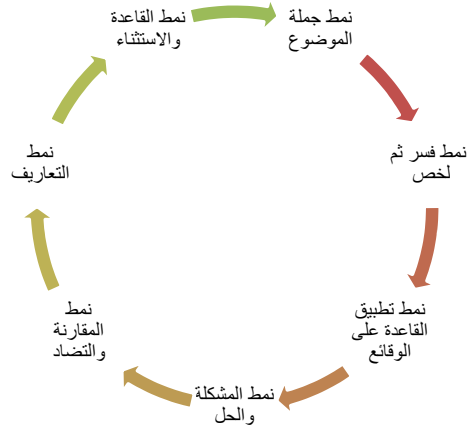 نمط جملة
الموضوع
نمط فسر ثم
لخص
نمط تطبيق
القاعدة على
الوقائع
نمط المشكلة
والحل
نمط
المقارنة
والتضاد
نمط
التعاريف
نمط القاعدة
والاستثناء